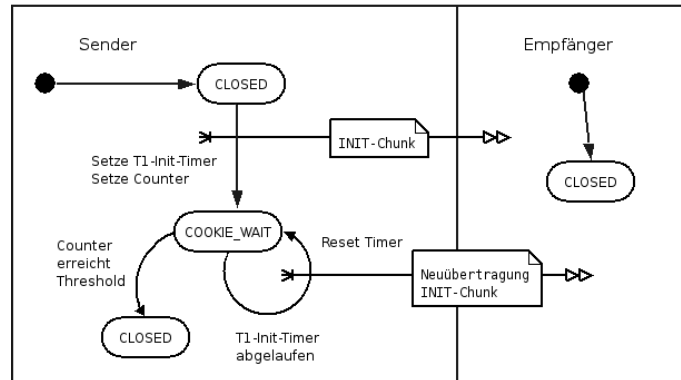 Sender
Empfänger
CLOSED
INIT-Chunk
Setze T1-Init-Timer
Setze Counter
CLOSED
COOKIE_WAIT
Reset Timer
Counter
erreicht
Threshold
Neuübertragung
INIT-Chunk
CLOSED
T1-Init-Timer
abgelaufen